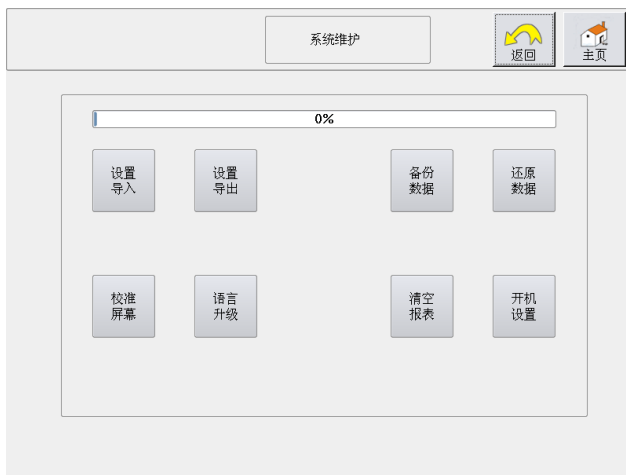 系统维护
返回
主页
0%
设置
导入
设置
导出
备份
数据
还原
数据
校准
屏幕
语言
升级
清空
报表
开机
设置